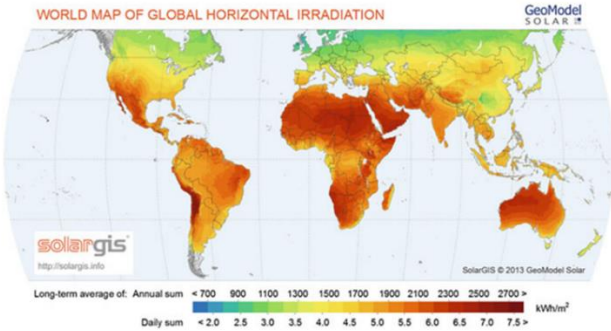 WORLD MAP OF GLOBAL HORIZONTAL IRRADIATION
GeoModel
SOLAR
solargis
http://solargis.info
SolarGIS © 2013 GeoModel Solar
Long-term average of: Annual sum < 700 900 1100 1300 1500 1700 1900 2100 2300 2500 2700 >
kWh/m²
Daily sum < 2.0 2.5 3.0 3.5 4.0 4.5 5.0 5.5 6.0 6.5 7.0 7.5 >